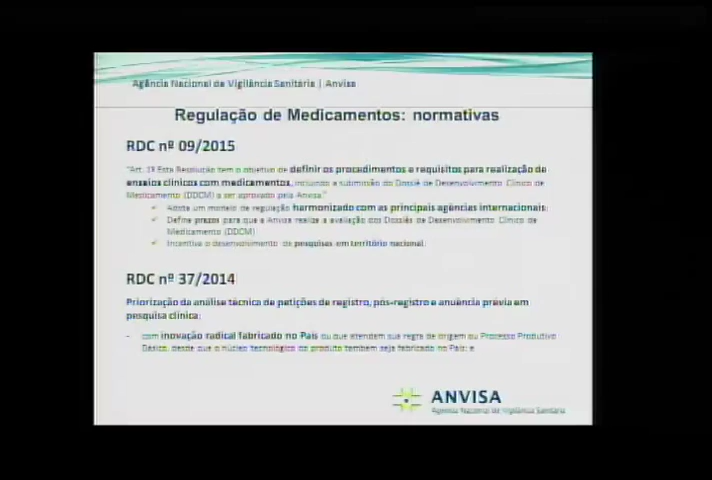 Agência Nacional de Vigilância Sanitária | Anvisa
Regulação de Medicamentos: normativas
RDC nº 09/2015
"Art. 1º Esta Resolução tem o objetivo de definir os procedimentos e requisitos para realização de
ensaios clínicos com medicamentos, incluindo a submissão do Dossiê de Desenvolvimento Clínico de
Medicamento (DDCM) a ser aprovado pela Anvisa."
✓ Adota um modelo de regulação harmonizado com as principais agências internacionais;
✓ Define prazos para que a Anvisa realize a avaliação dos Dossiês de Desenvolvimento Clínico de
Medicamento (DDCM)
✓ Incentiva o desenvolvimento de pesquisas em território nacional.
RDC nº 37/2014
Priorização da análise técnica de petições de registro, pós-registro e anuência prévia em
pesquisa clínica:
- com inovação radical fabricado no País ou que atendem sua regra de origem ou Processo Produtivo
Básico, desde que o núcleo tecnológico do produto também seja fabricado no País; e
ANVISA
Agência Nacional de Vigilância Sanitária